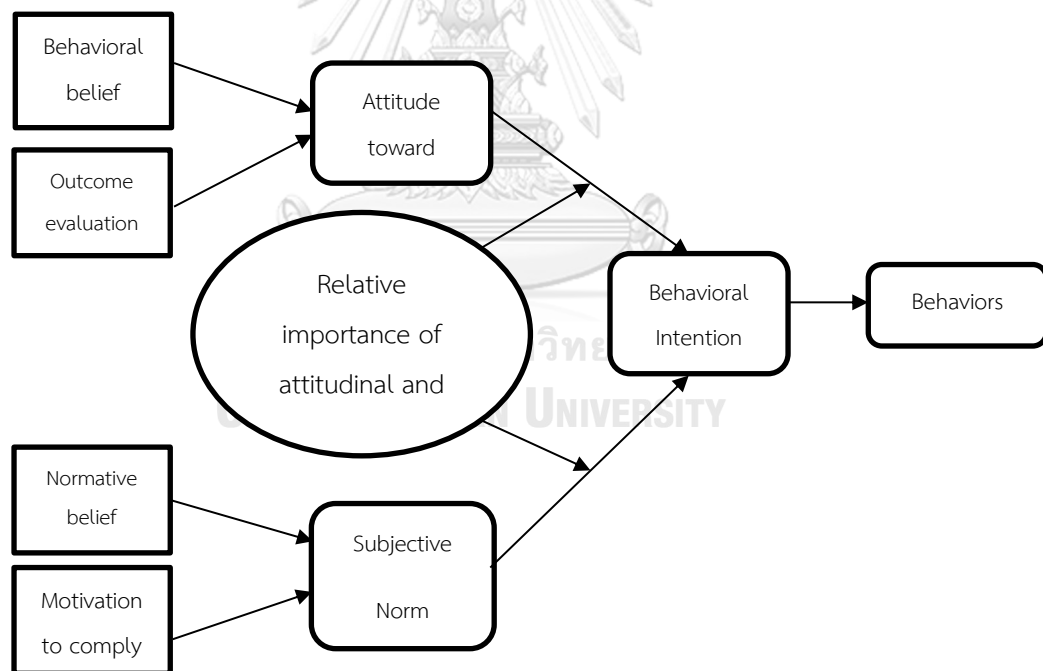 Behavioral
belief
Outcome
evaluation
Attitude
toward
Relative
importance of
attitudinal and
Behavioral
Intention
Behaviors
UNIVERSITY
Normative
belief
Motivation
to comply
Subjective
Norm